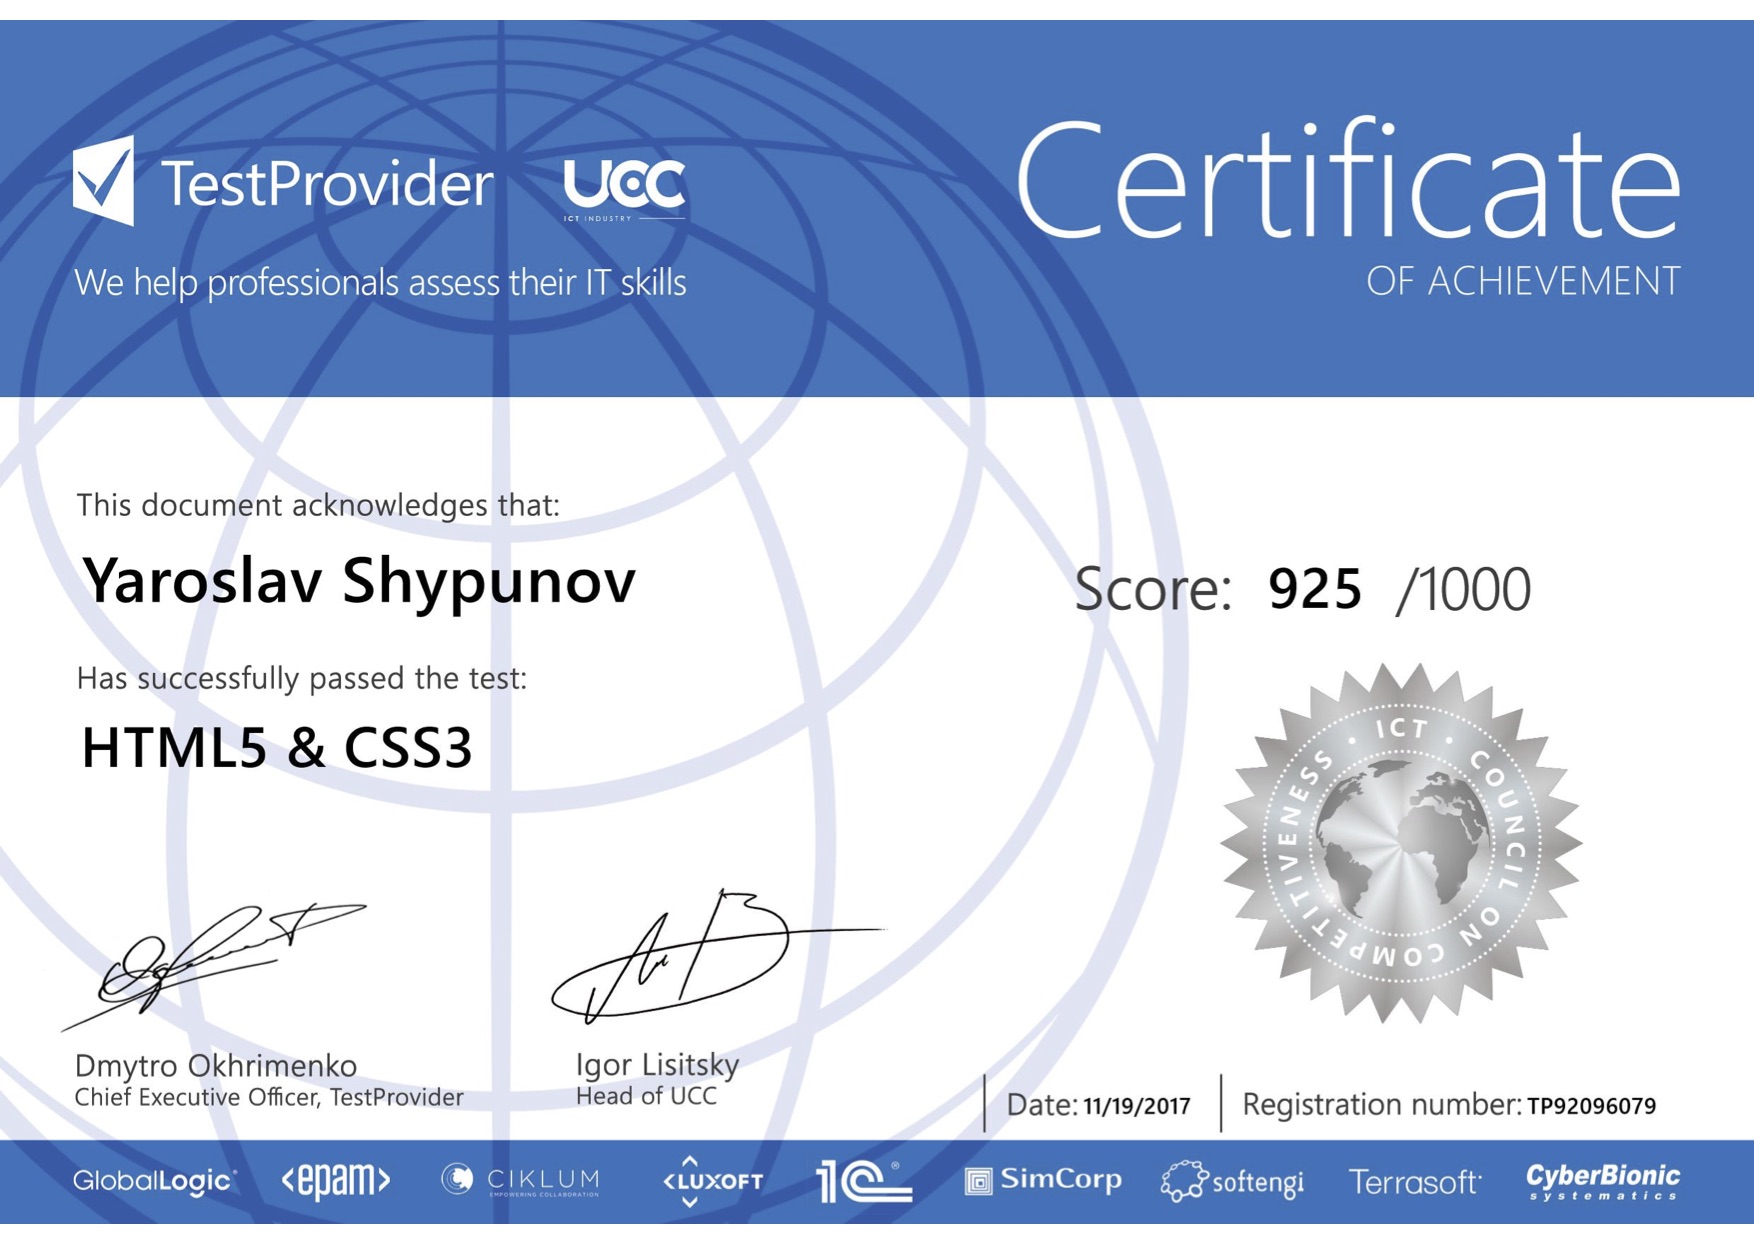 TestProvider
UCC
ICT INDUSTRY
We help professionals assess their IT skills
Certificate
OF ACHIEVEMENT
This document acknowledges that:
Yaroslav Shypunov
Score: 925 /1000
Has successfully passed the test:
HTML5 & CSS3
ICT • COUNCIL ON COMPETITIVENESS •
Dmytro Okhrimenko
Chief Executive Officer, TestProvider
Igor Lisitsky
Head of UCC
Date: 11/19/2017
Registration number: TP92096079
GlobalLogic®
<epam>
CIKLUM
EMPOWERING COLLABORATION
<LUXOFT
1C®
SimCorp
softengi
Terrasoft
CyberBionic
systematics